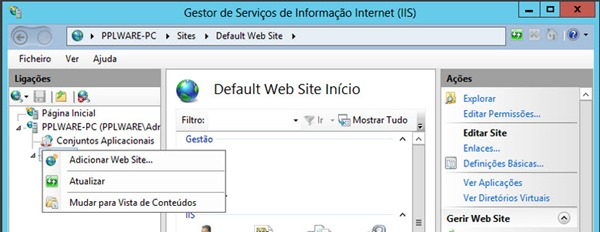 Gestor de Serviços de Informação Internet (IIS)
PPLWARE-PC
Sites
Default Web Site
Ficheiro
Ver
Ajuda
Ligações
Página Inicial
PPLWARE-PC (PPLWARE\Adr
Conjuntos Aplicacionais
Adicionar Web Site...
Atualizar
Mudar para Vista de Conteúdos
Default Web Site Início
Filtro:
Ir
Mostrar Tudo
Gestão
IIS
Ações
Explorar
Editar Permissões...
Editar Site
Enlaces...
Definições Básicas...
Ver Aplicações
Ver Diretórios Virtuais
Gerir Web Site